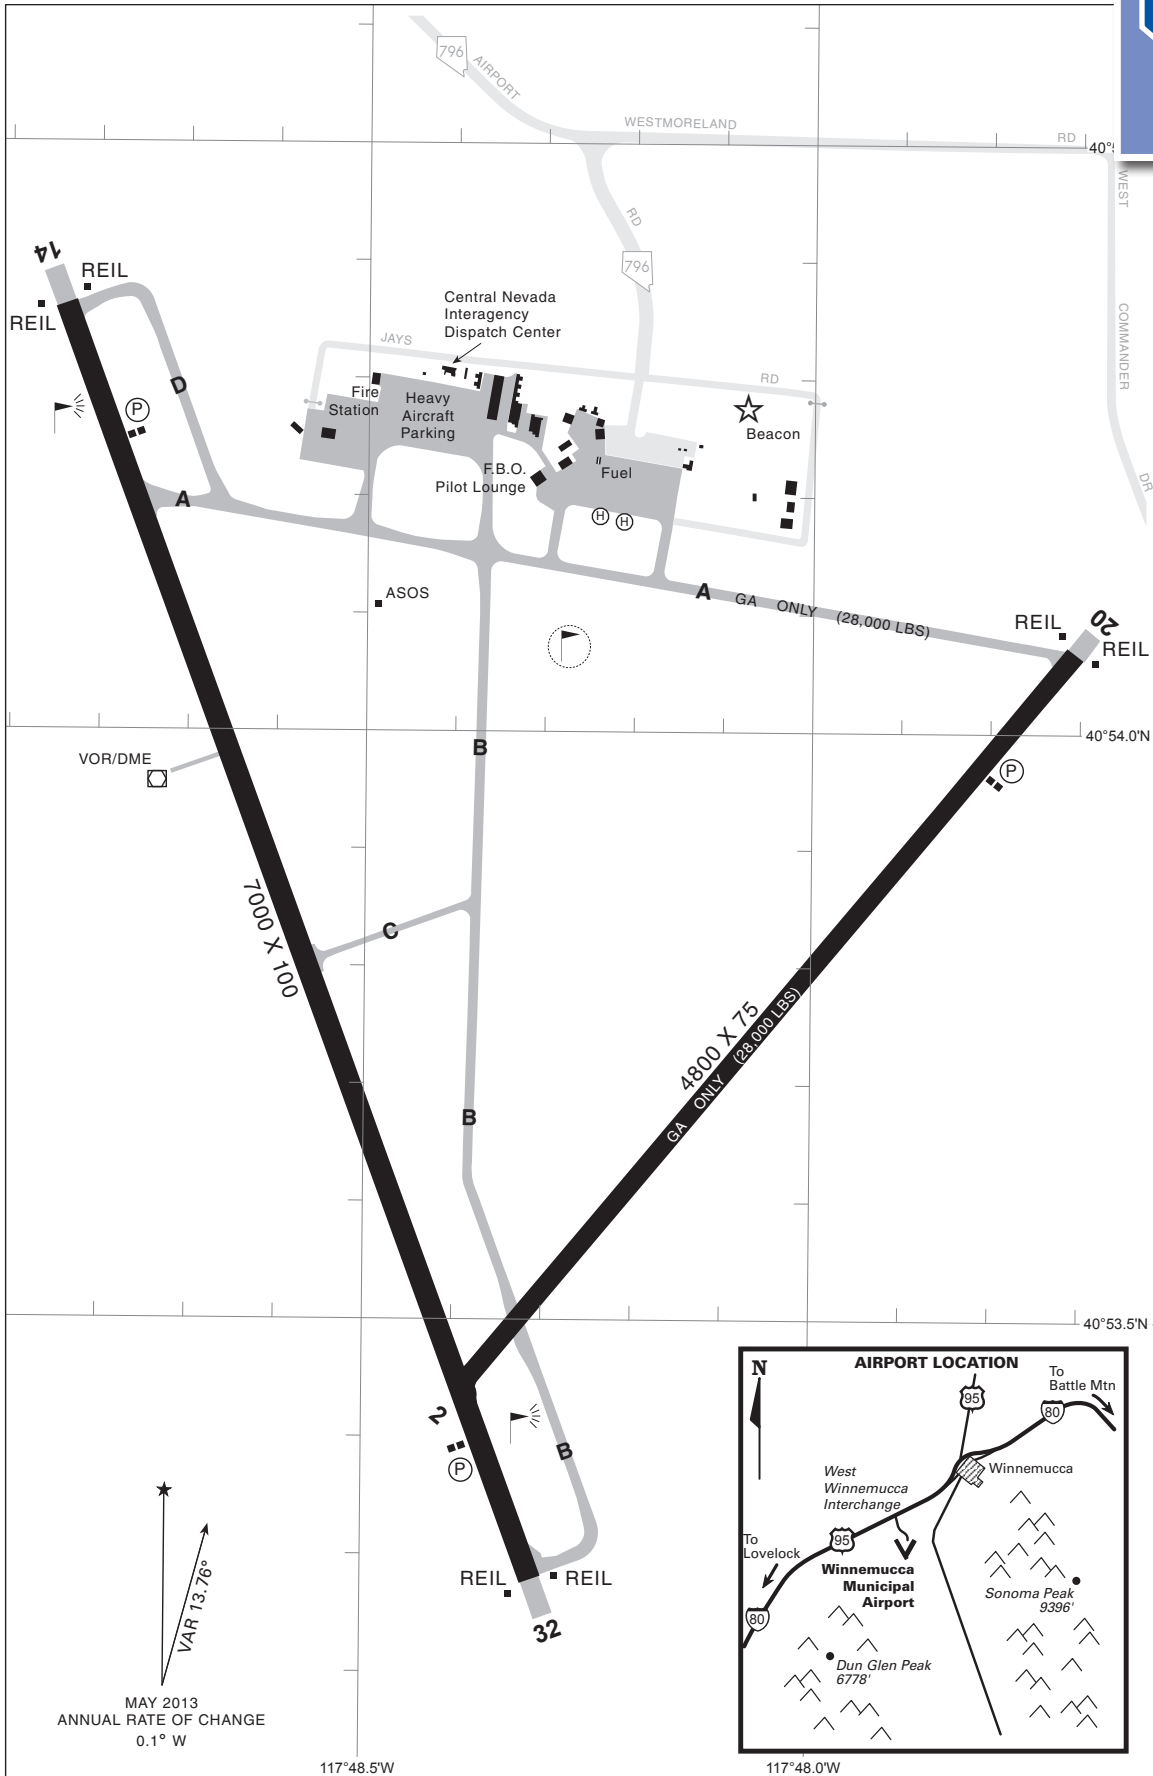 796
AIRPORT
WESTMORELAND
RD
WEST
RD
14
REIL
REIL
796
Central Nevada
Interagency
Dispatch Center
JAYS
RD
COMMANDER
D
P
Fire
Station
Heavy
Aircraft
Parking
Beacon
F.B.O.
Pilot Lounge
Fuel
DR
A
H
H
ASOS
A
GA ONLY (28,000 LBS)
20
REIL
REIL
40°54.0'N
B
VOR/DME
P
7000 X 100
C
4800 X 75
GA ONLY (28,000 LBS)
B
40°53.5'N
2
B
P
REIL
REIL
32
VAR 13.76°
MAY 2013
ANNUAL RATE OF CHANGE
0.1° W
N
AIRPORT LOCATION
To
Battle Mtn
95
80
Winnemucca
West
Winnemucca
Interchange
95
To
Lovelock
Winnemucca
Municipal
Airport
Sonoma Peak
9396'
80
Dun Glen Peak
6778'
117°48.5'W
117°48.0'W